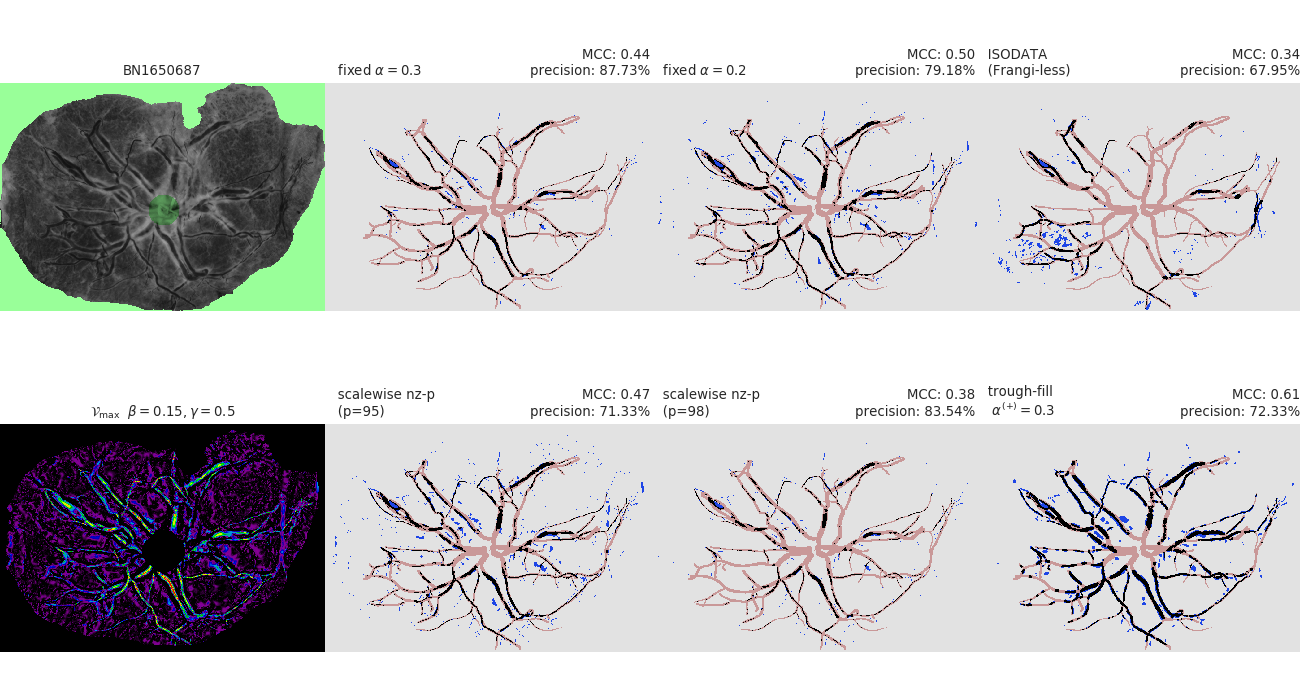 BN1650687
fixed α = 0.3
MCC: 0.44
precision: 87.73%
fixed α = 0.2
MCC: 0.50
precision: 79.18%
ISODATA
(Frangi-less)
MCC: 0.34
precision: 67.95%
𝒱max β = 0.15, γ = 0.5
scalewise nz-p
(p=95)
MCC: 0.47
precision: 71.33%
scalewise nz-p
(p=98)
MCC: 0.38
precision: 83.54%
trough-fill
α(+) = 0.3
MCC: 0.61
precision: 72.33%